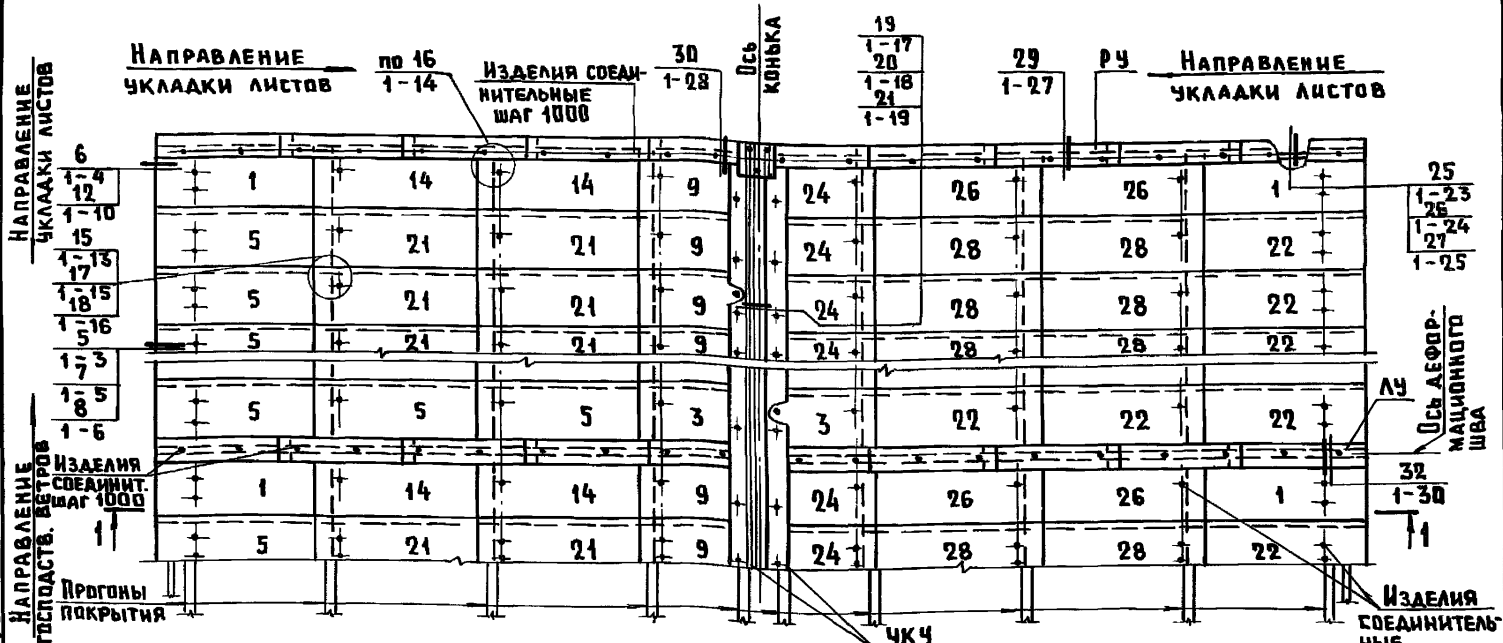 Направление
укладки листов
по 16
1-14
Изделия соеди-
нительные
шаг 1000
30
1-28
Ось
конька
19
1-17
20
1-18
21
1-19
29
1-27
РУ
Направление
укладки листов
Направление
укладки листов
6
1-4
12
1-10
15
1-13
17
1-15
18
1-16
5
1-3
7
1-5
8
1-6
1 14 14 9 24 26 26 1
5 21 21 9 24 28 28 22
5 21 21 9 24 24 28 28 22
5 21 21 9 24 28 28 22
5 5 5 3 3 22 22 22
1 14 14 9 24 26 26 1
5 21 21 9 24 28 28 22
25
1-23
26
1-24
27
1-25
ЛУ
Ось дефор-
мационного
шва
32
1-30
1
Направление
господств. ветров
Изделия
соединит.
шаг 1000
1
Прогоны
покрытия
УКУ
Изделия
соединитель-
ные